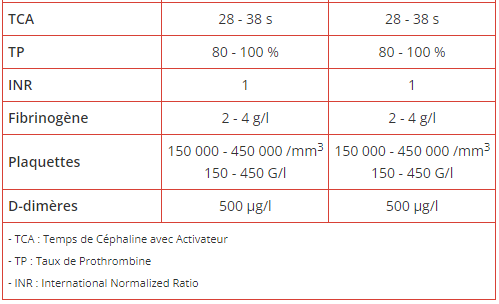 TCA 28 - 38 s 28 - 38 s
TP 80 - 100 % 80 - 100 %
INR 1 1
Fibrinogène 2 - 4 g/l 2 - 4 g/l
Plaquettes 150 000 - 450 000 /mm³ 150 000 - 450 000 /mm³
150 - 450 G/l 150 - 450 G/l
D-dimères 500 µg/l 500 µg/l
- TCA : Temps de Céphaline avec Activateur
- TP : Taux de Prothrombine
- INR : International Normalized Ratio